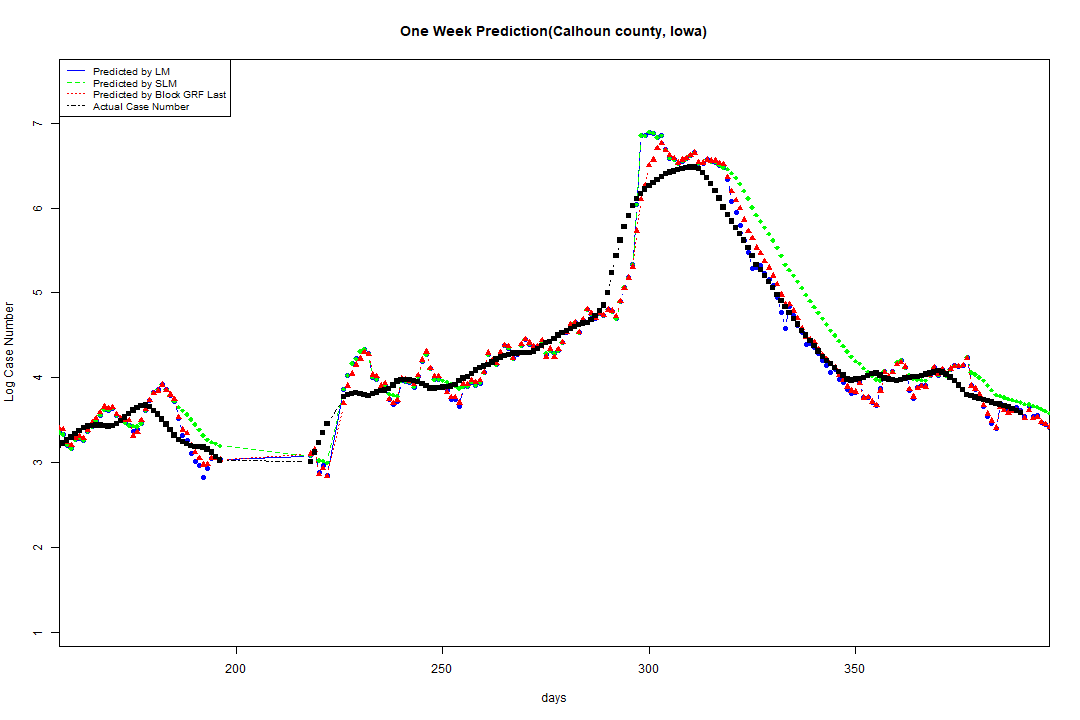 One Week Prediction(Calhoun county, Iowa)
Predicted by LM
Predicted by SLM
Predicted by Block GRF Last
Actual Case Number
Log Case Number
7
6
5
4
3
2
1
200 250 300 350
days